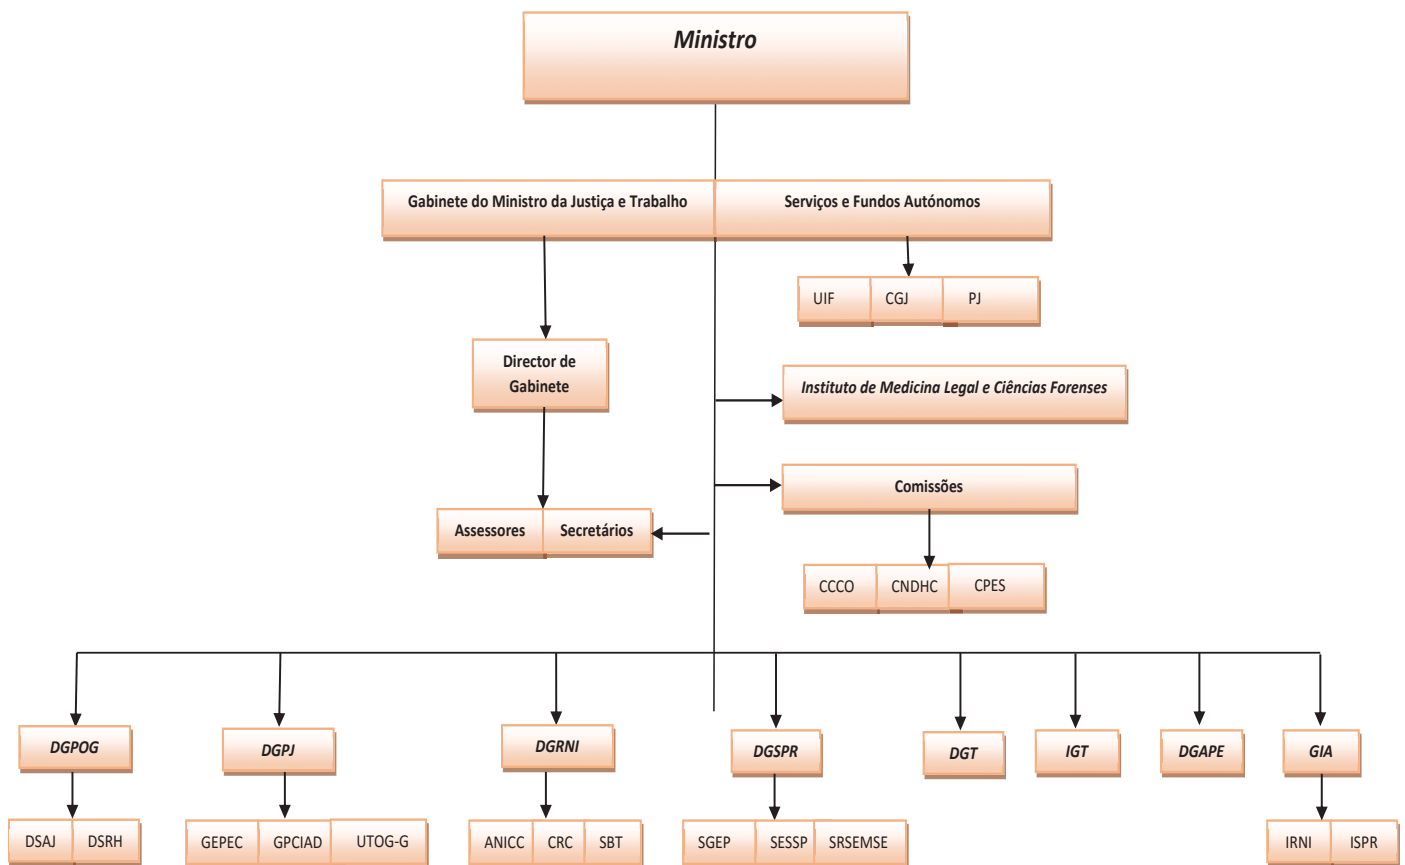 Ministro
Gabinete do Ministro da Justiça e Trabalho
Serviços e Fundos Autónomos
UIF
CGJ
PJ
Director de
Gabinete
Instituto de Medicina Legal e Ciências Forenses
Comissões
Assessores
Secretários
CCCO
CNDHC
CPES
DGPOG
DGPJ
DGRNI
DGSPR
DGT
IGT
DGAPE
GIA
DSAJ
DSRH
GEPEC
GPCIAD
UTOG-G
ANICC
CRC
SBT
SGEP
SESSP
SRSEMSE
IRNI
ISPR